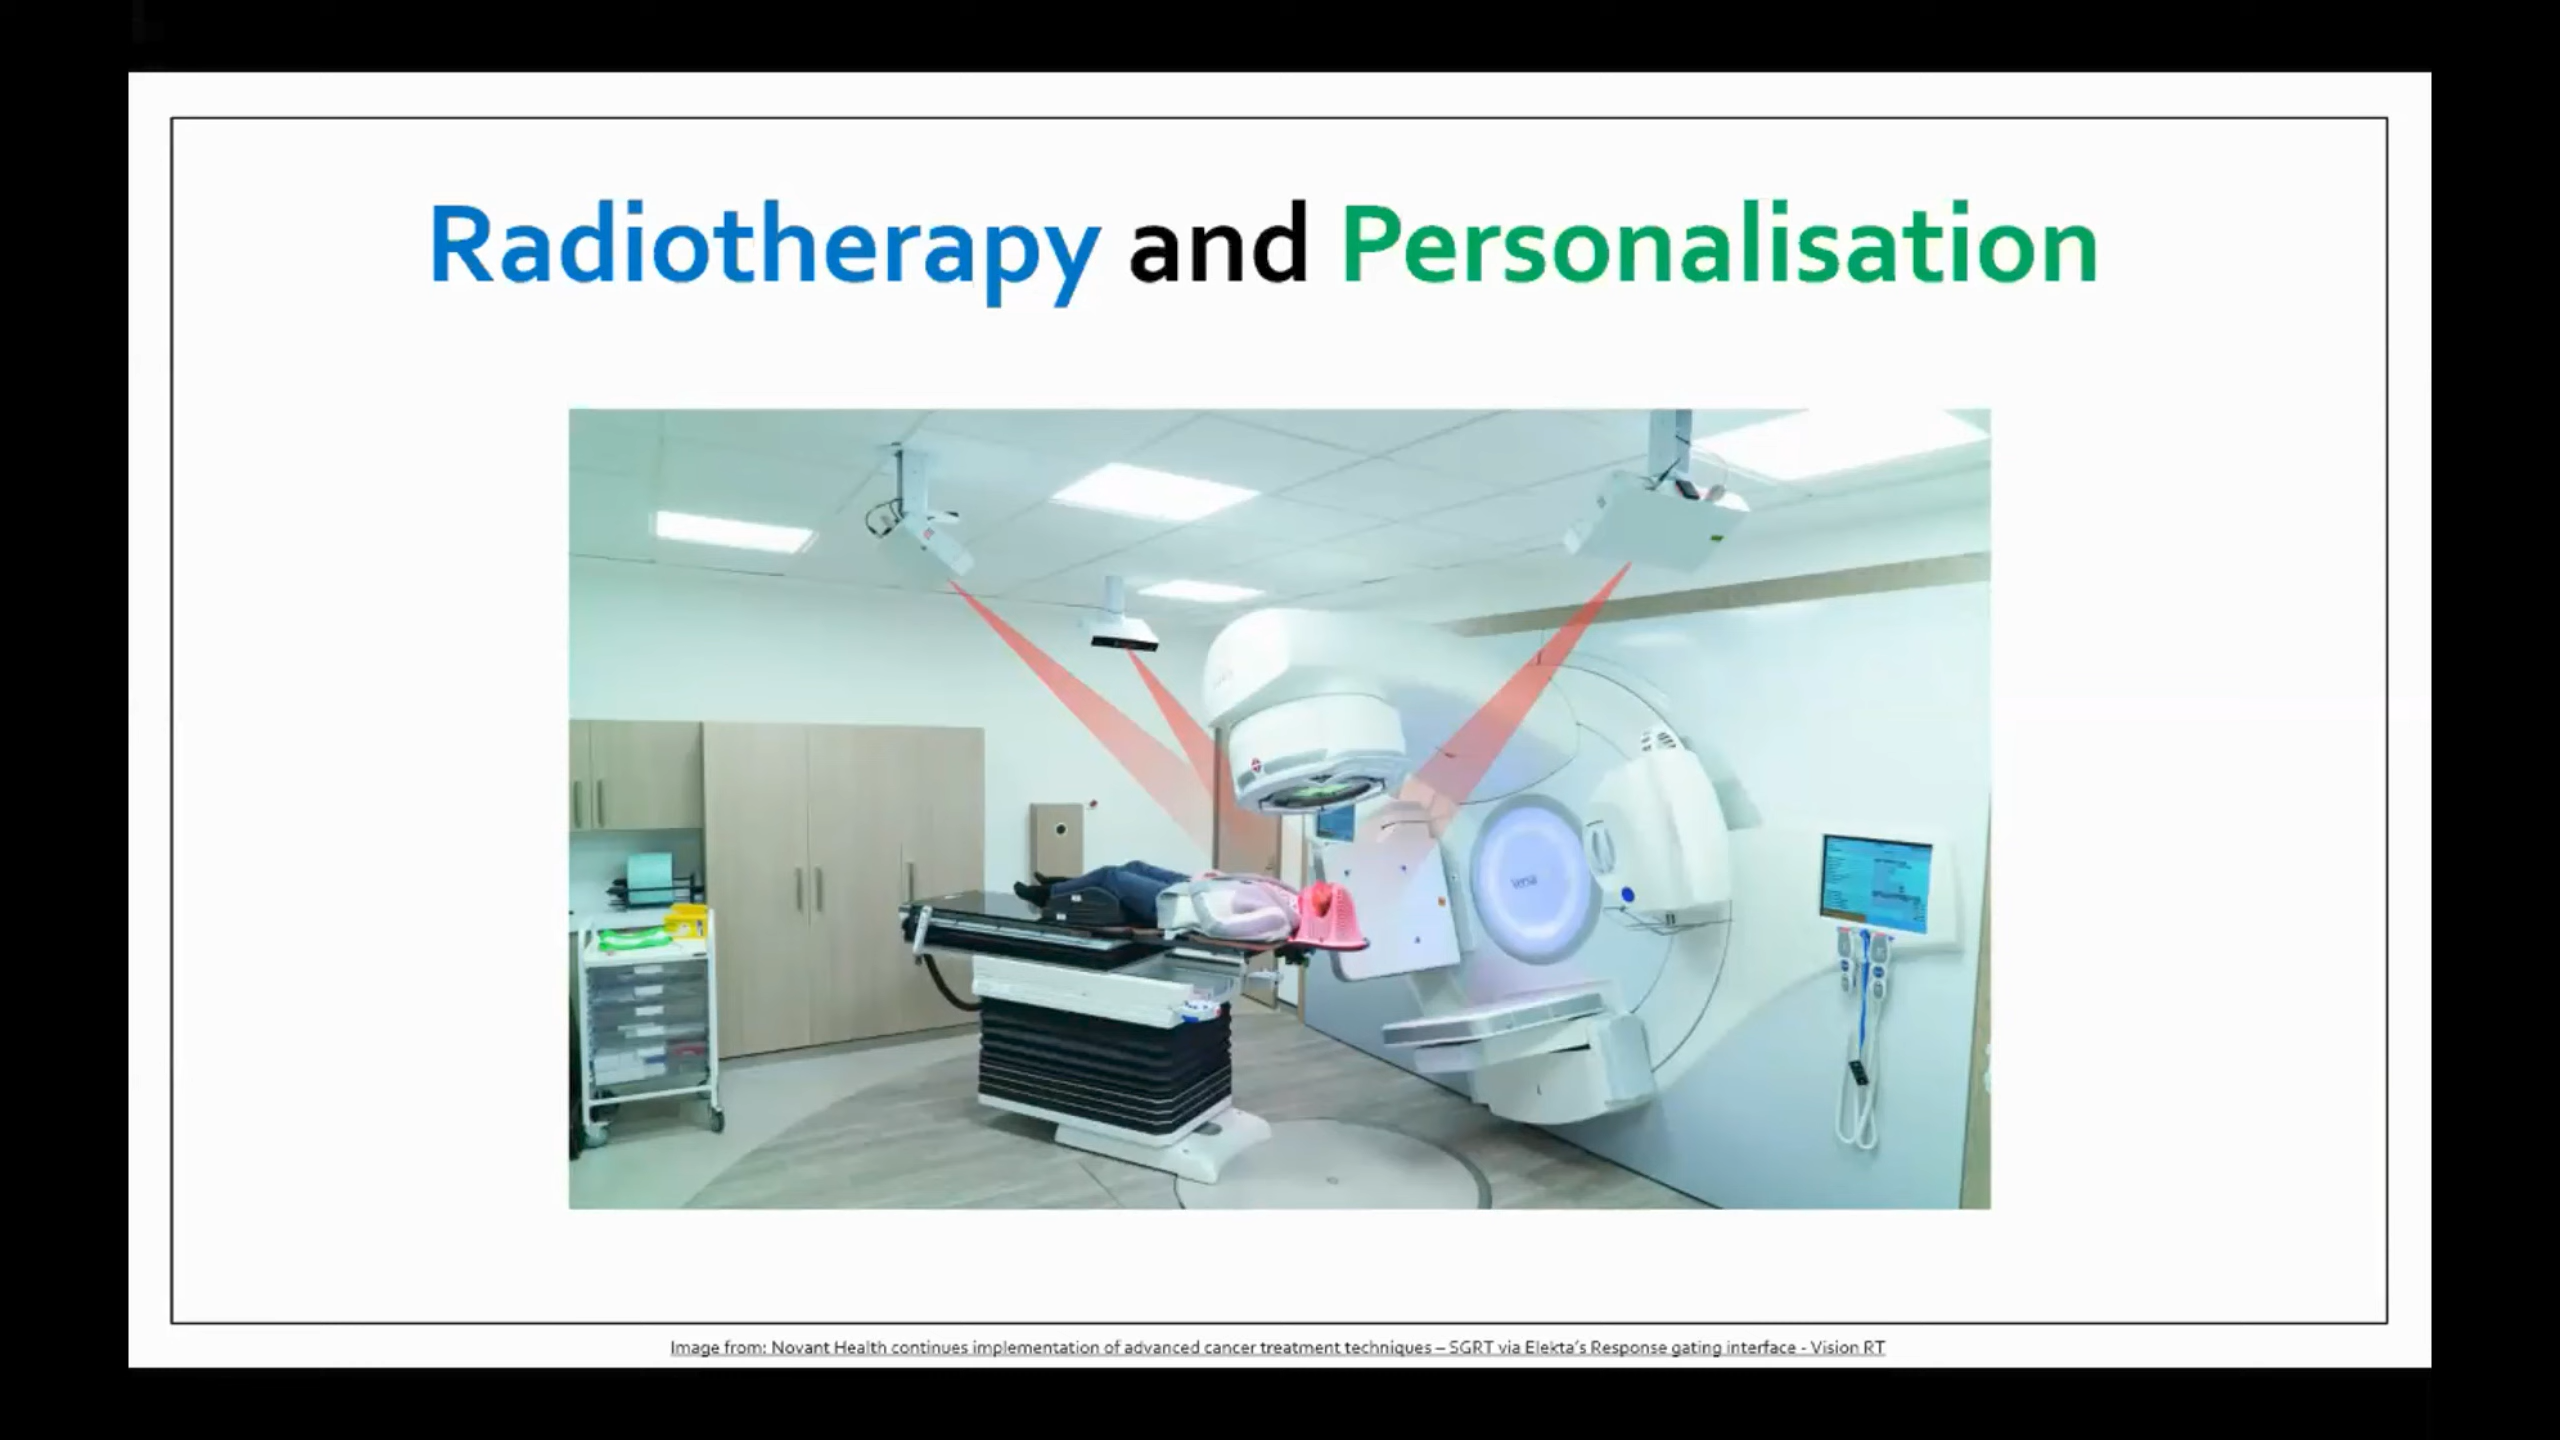 Radiotherapy and Personalisation
Versa
Image from: Novant Health continues implementation of advanced cancer treatment techniques – SGRT via Elekta's Response gating interface - Vision RT